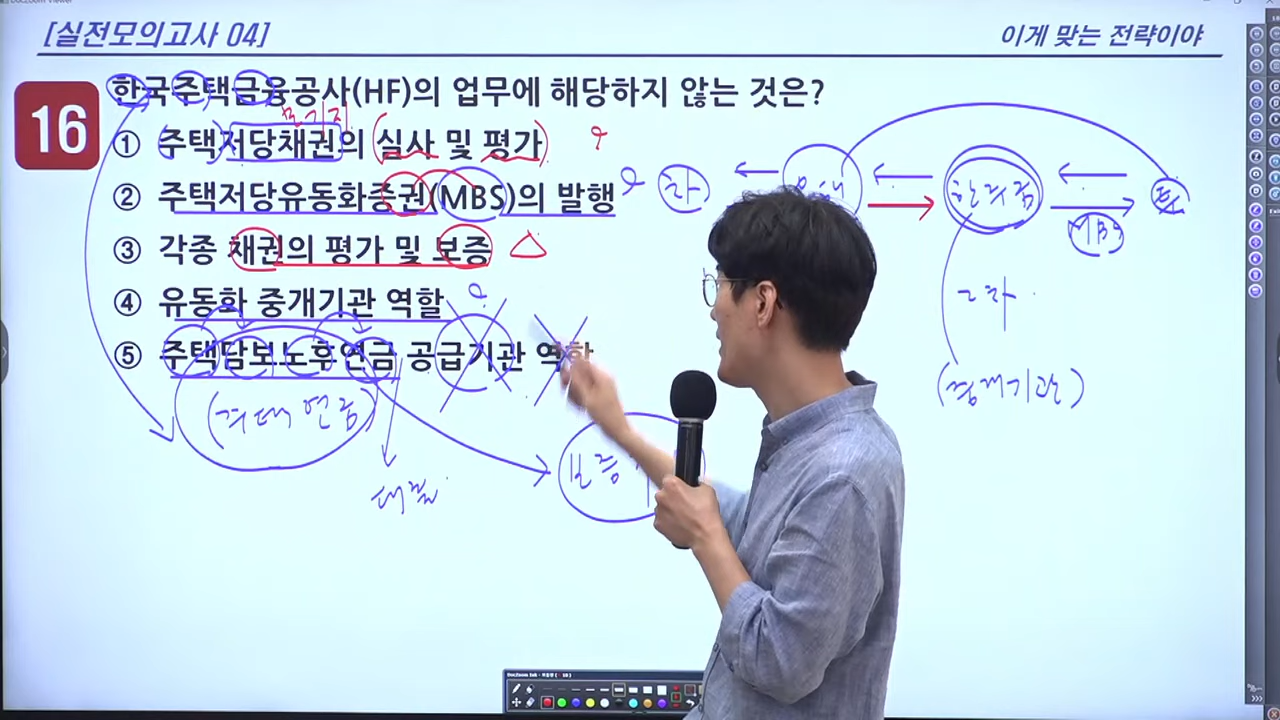 [실전모의고사 04]
이게 맞는 전략이야
16
한국주택금융공사(HF)의 업무에 해당하지 않는 것은?
① 주택저당채권의 실사 및 평가
② 주택저당유동화증권(MBS)의 발행
③ 각종 채권의 평가 및 보증
④ 유동화 중개기관 역할
⑤ 주택담보노후연금 공급기관 역할
MBS
(중개기관)
(주택연금)
대출
보증